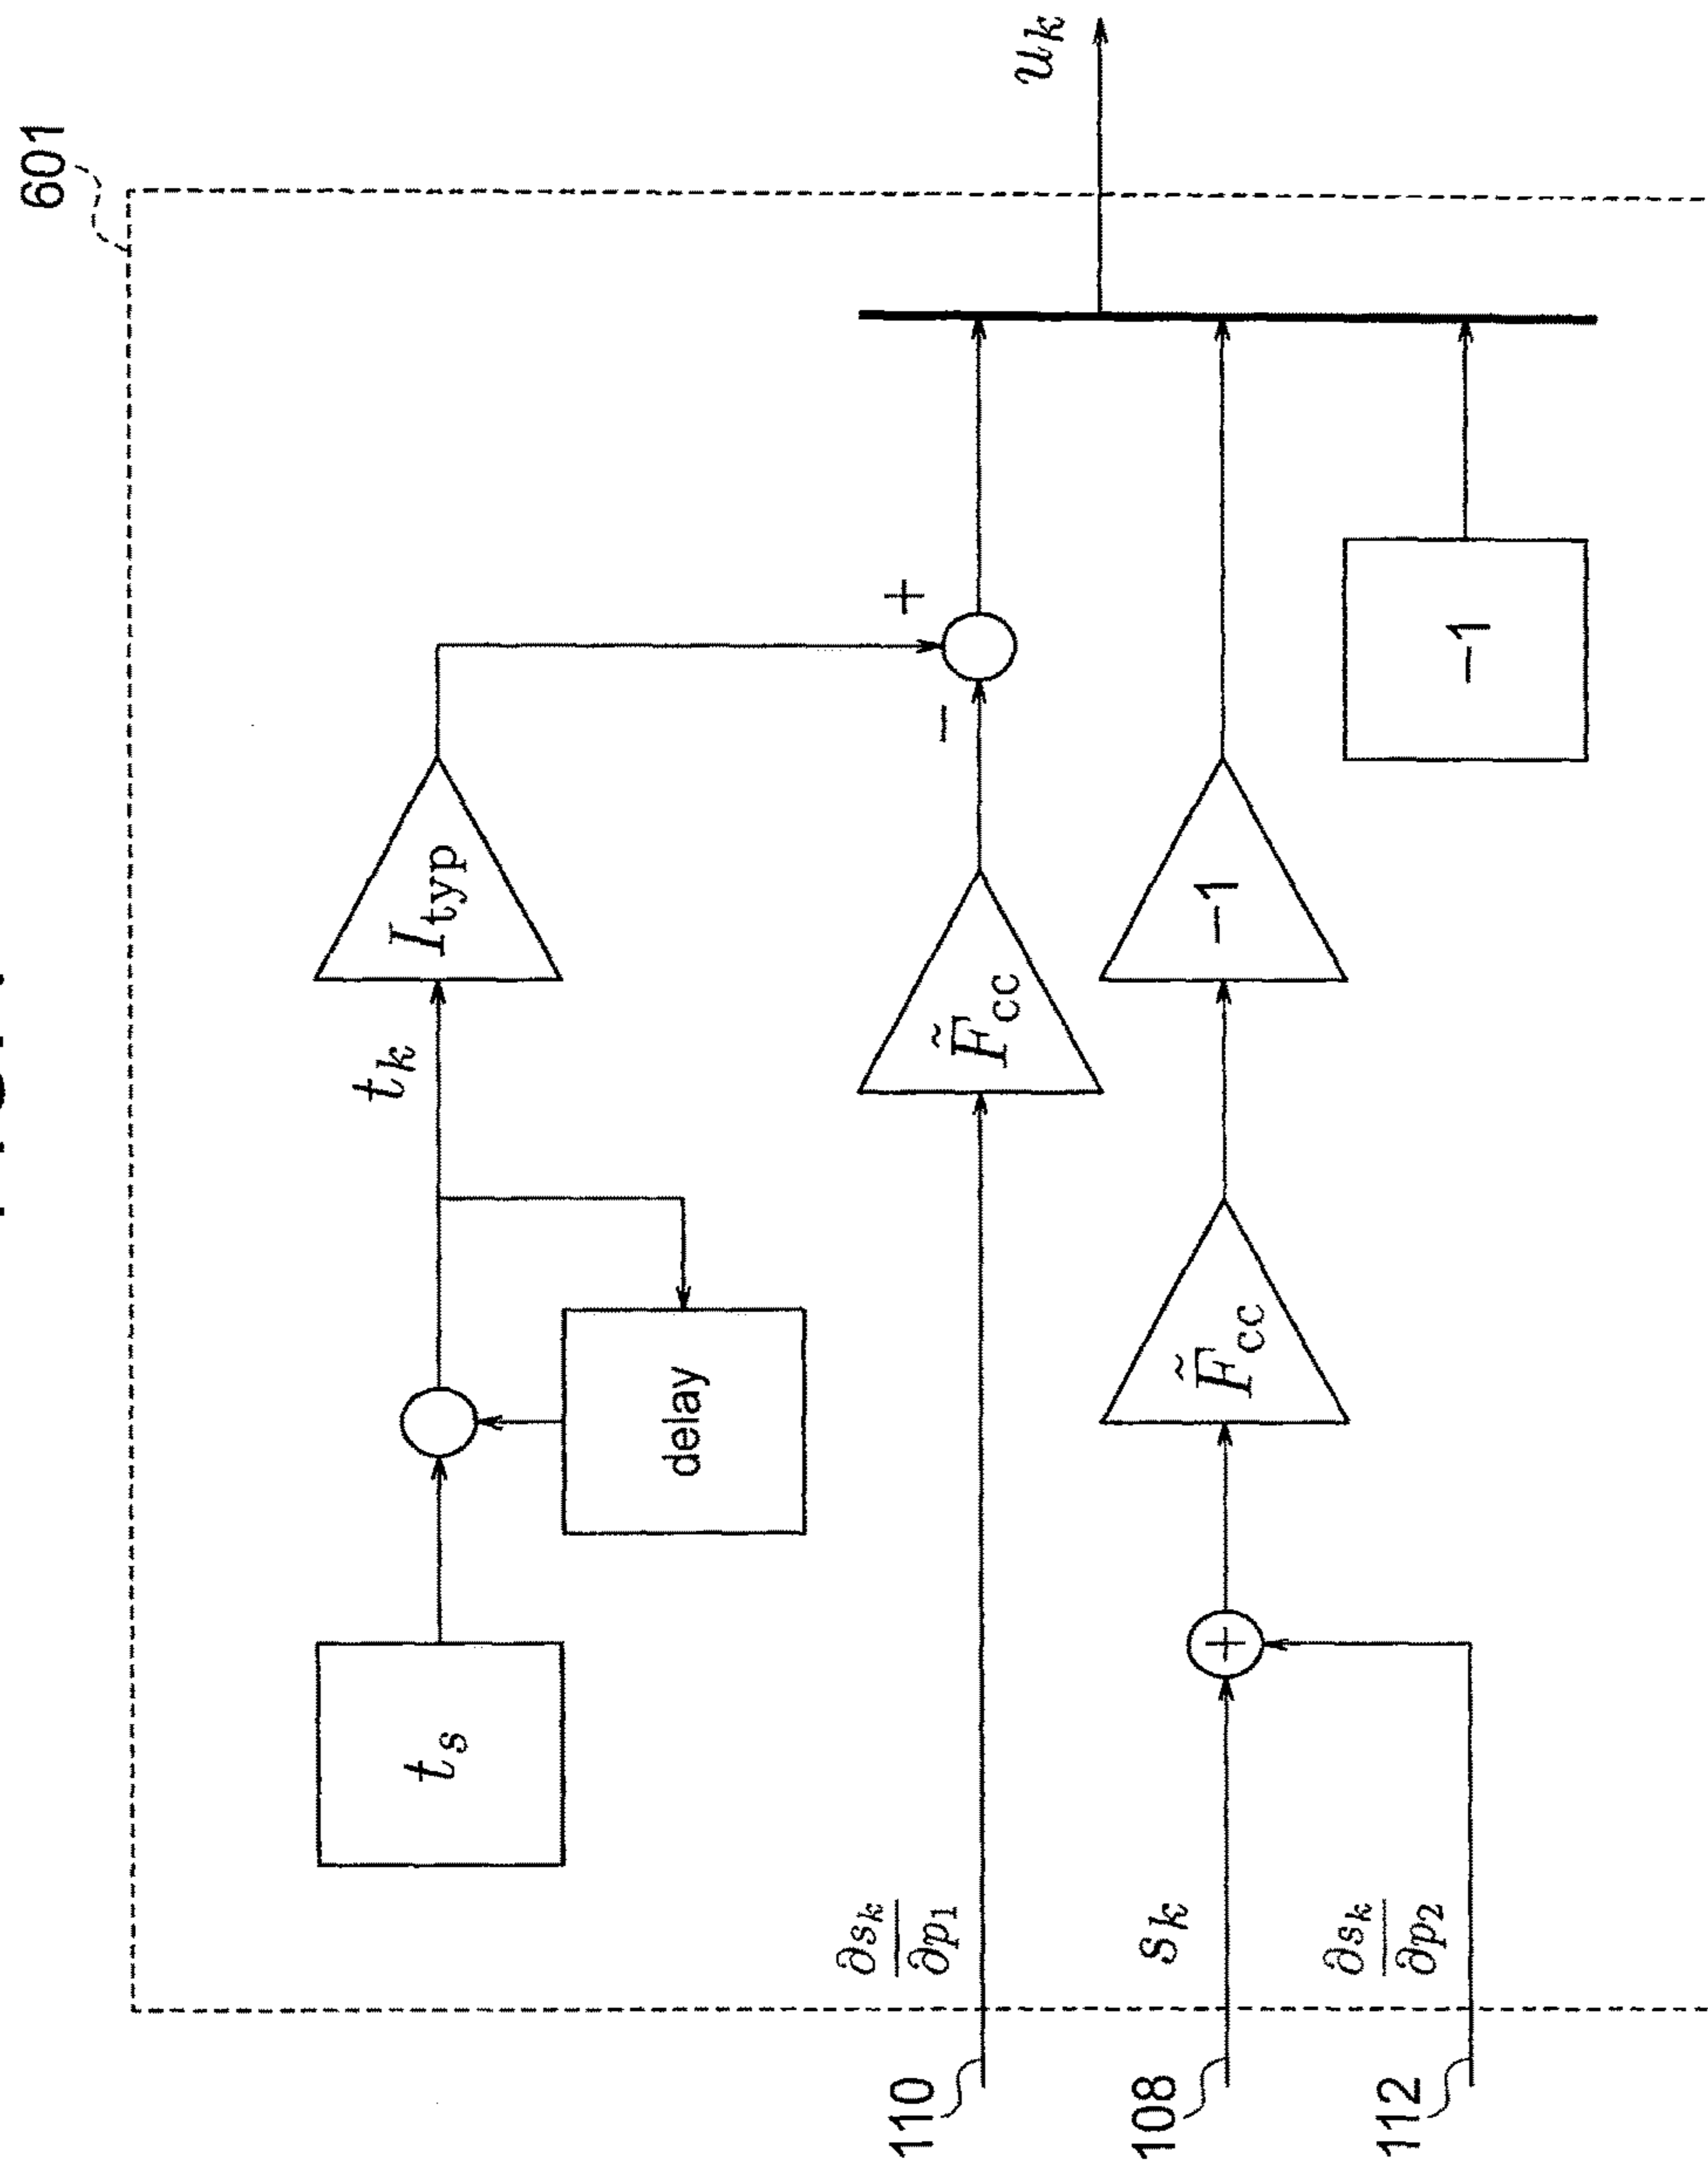 601
t_s
delay
t_k
I_typ
+
−
110
∂s_k/∂p_1
F̃_cc
u_k
108
s_k
+
F̃_cc
−1
112
∂s_k/∂p_2
−1